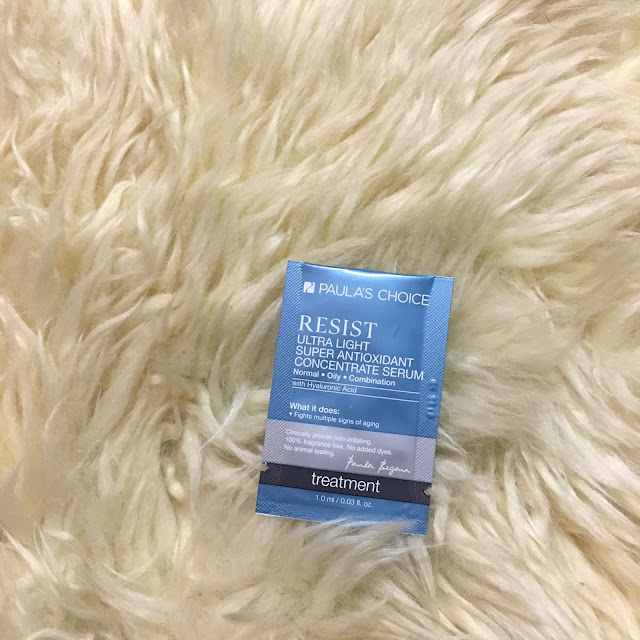 PAULA'S CHOICE
RESIST
ULTRA LIGHT
SUPER ANTIOXIDANT
CONCENTRATE SERUM
Normal • Oily • Combination
with Hyaluronic Acid
What it does:
• Fights multiple signs of aging
Clinically proven non-irritating.
100% fragrance free. No added dyes.
No animal testing.
Paula Begoun
treatment
1.0 ml / 0.03 fl. oz.